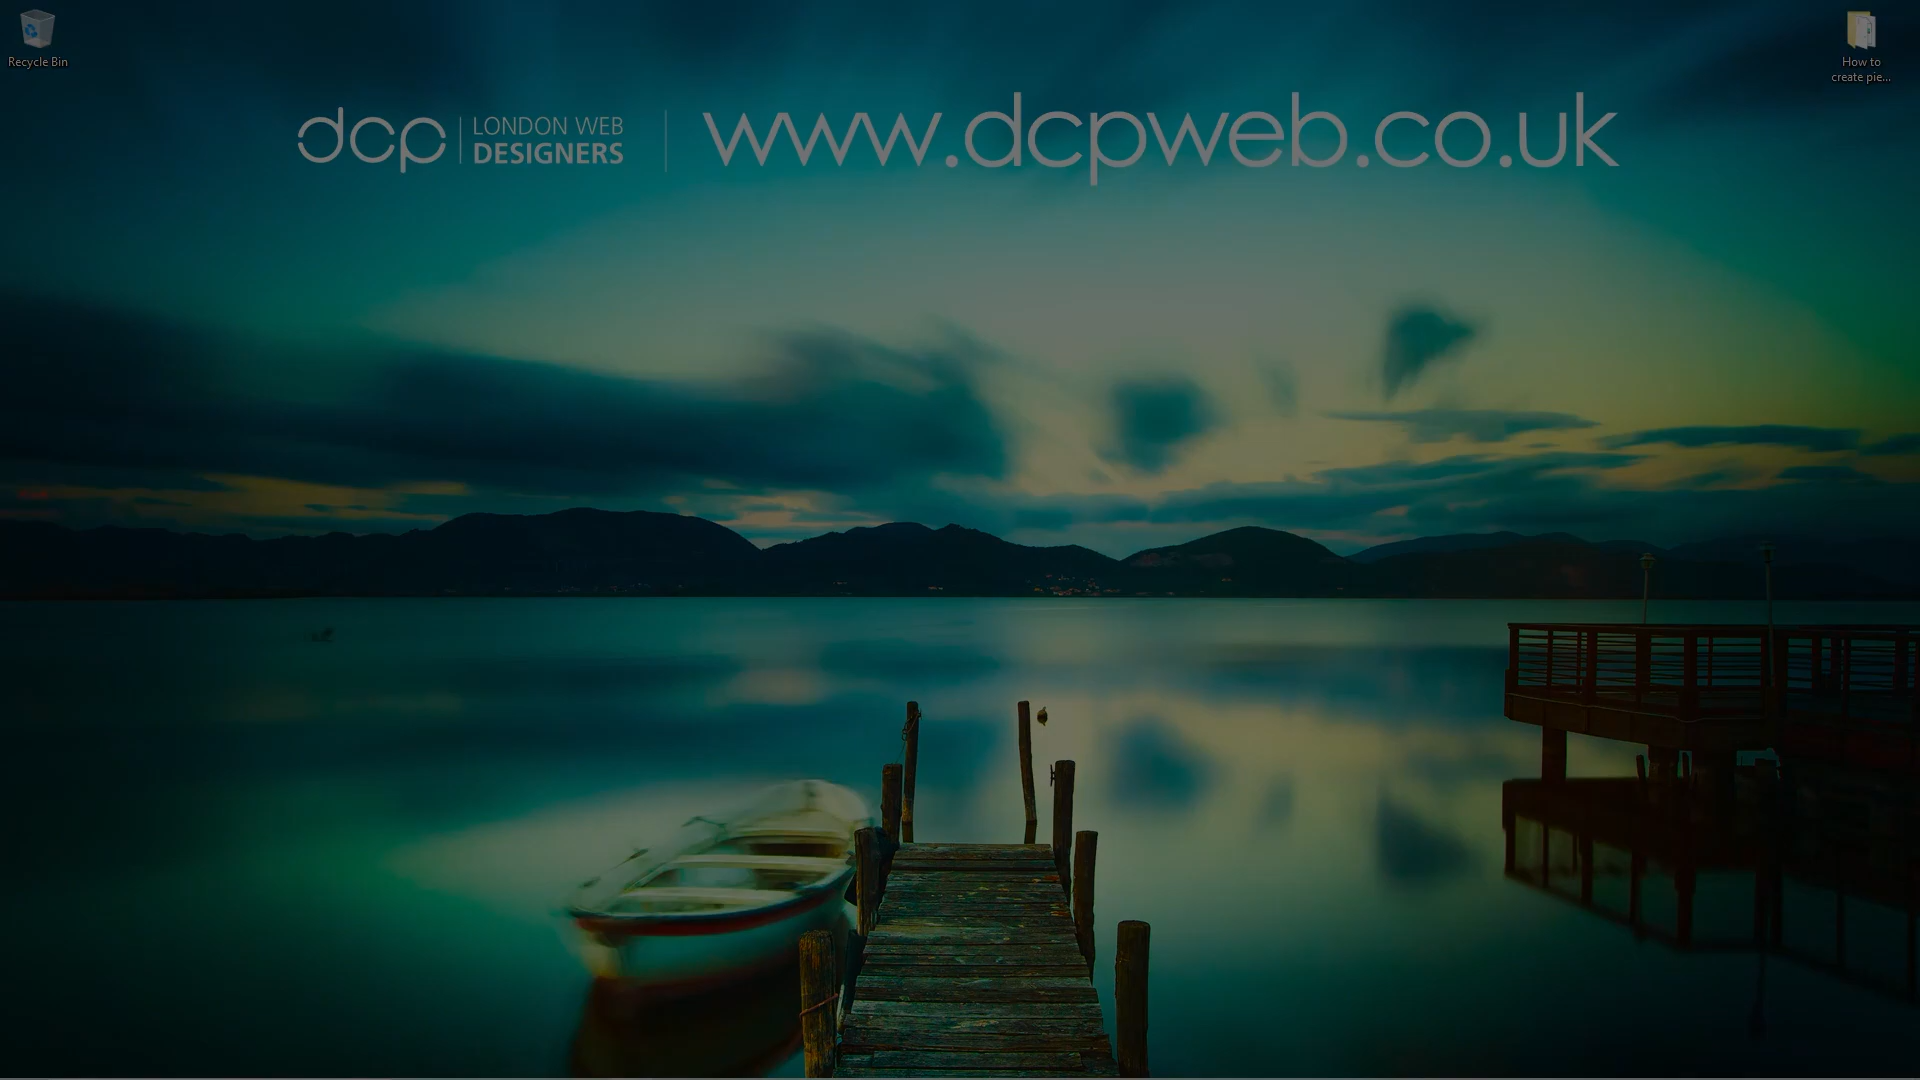 Recycle Bin
How to
create pie...
dcp
LONDON WEB
DESIGNERS
www.dcpweb.co.uk